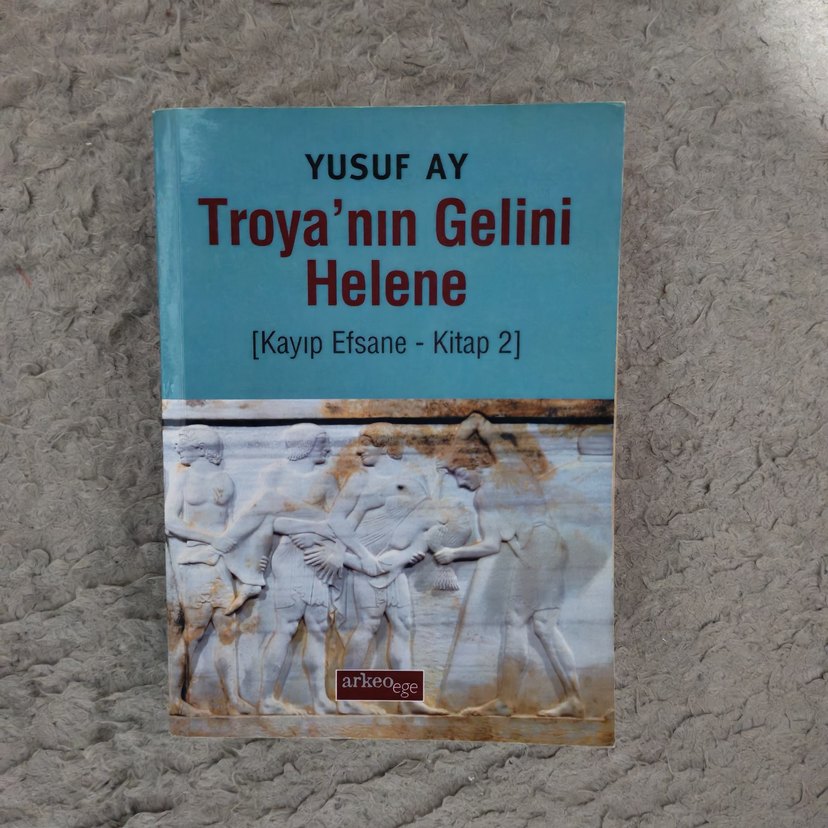 YUSUF AY
Troya'nın Gelini
Helene
[Kayıp Efsane - Kitap 2]
arkeoege